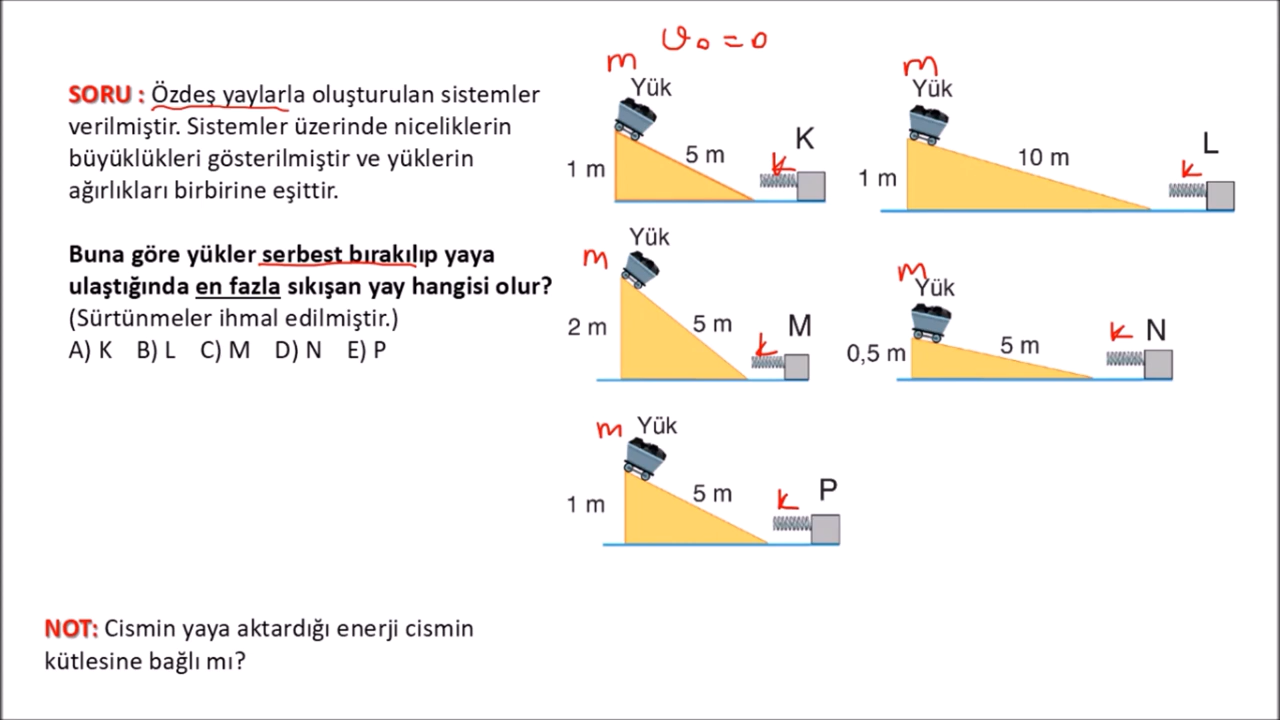 SORU : Özdeş yaylarla oluşturulan sistemler
verilmiştir. Sistemler üzerinde niceliklerin
büyüklükleri gösterilmiştir ve yüklerin
ağırlıkları birbirine eşittir.
Buna göre yükler serbest bırakılıp yaya
ulaştığında en fazla sıkışan yay hangisi olur?
(Sürtünmeler ihmal edilmiştir.)
A) K B) L C) M D) N E) P
ϑ₀ = 0
m
Yük
1 m
5 m
K
k
m
Yük
1 m
10 m
L
k
m
Yük
2 m
5 m
M
k
m
Yük
0,5 m
5 m
N
k
m
Yük
1 m
5 m
P
k
NOT: Cismin yaya aktardığı enerji cismin
kütlesine bağlı mı?